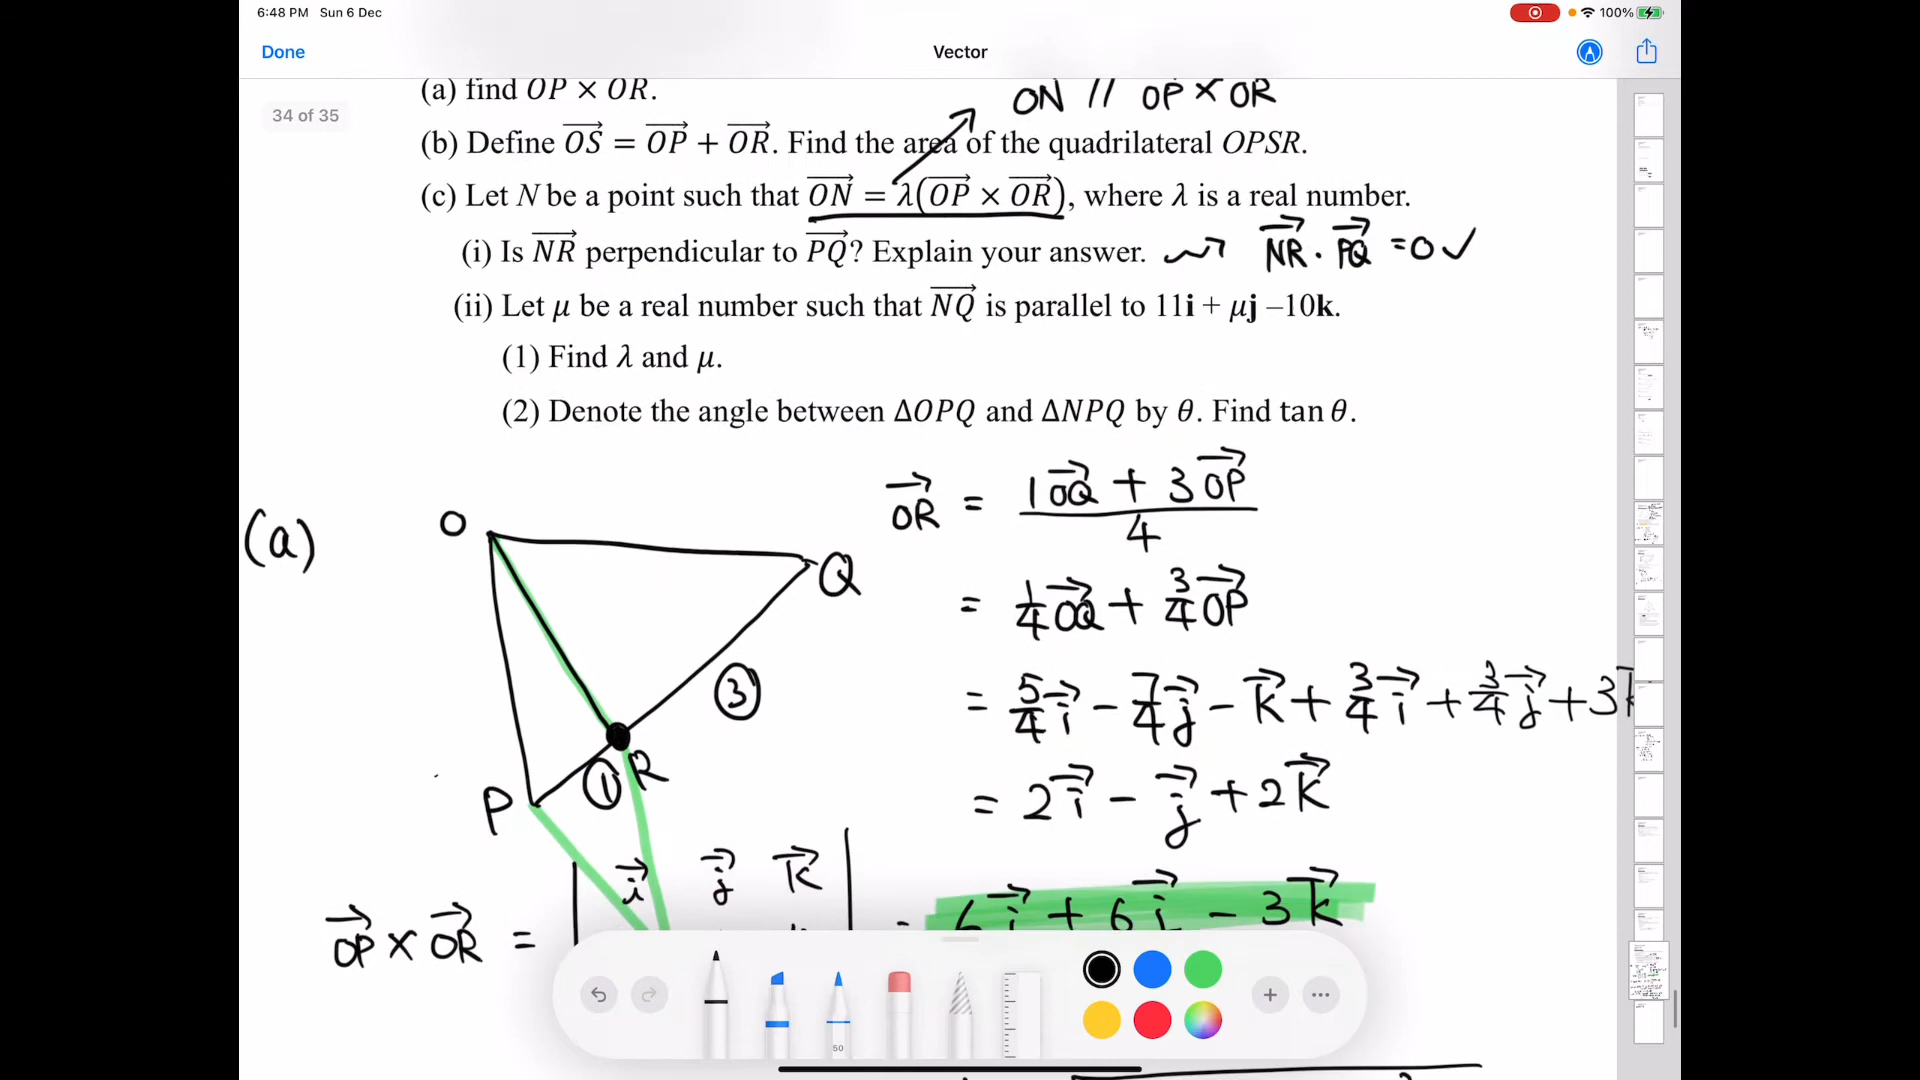 6:48 PM Sun 6 Dec 100%
Done Vector
34 of 35
(a) find OP × OR.
ON // OP × OR
(b) Define OS = OP + OR. Find the area of the quadrilateral OPSR.
(c) Let N be a point such that ON = λ(OP × OR), where λ is a real number.
(i) Is NR perpendicular to PQ? Explain your answer. NR · PQ = 0 ✓
(ii) Let μ be a real number such that NQ is parallel to 11i + μj –10k.
(1) Find λ and μ.
(2) Denote the angle between ΔOPQ and ΔNPQ by θ. Find tan θ.
(a)
O Q
③
① R
P
OR = (1OQ + 3OP)/4
= 1/4 OQ + 3/4 OP
= 5/4 i − 7/4 j − k + 3/4 i + 3/4 j + 3k
= 2i − j + 2k
i j k
OP × OR = = 6i + 6j − 3k
50